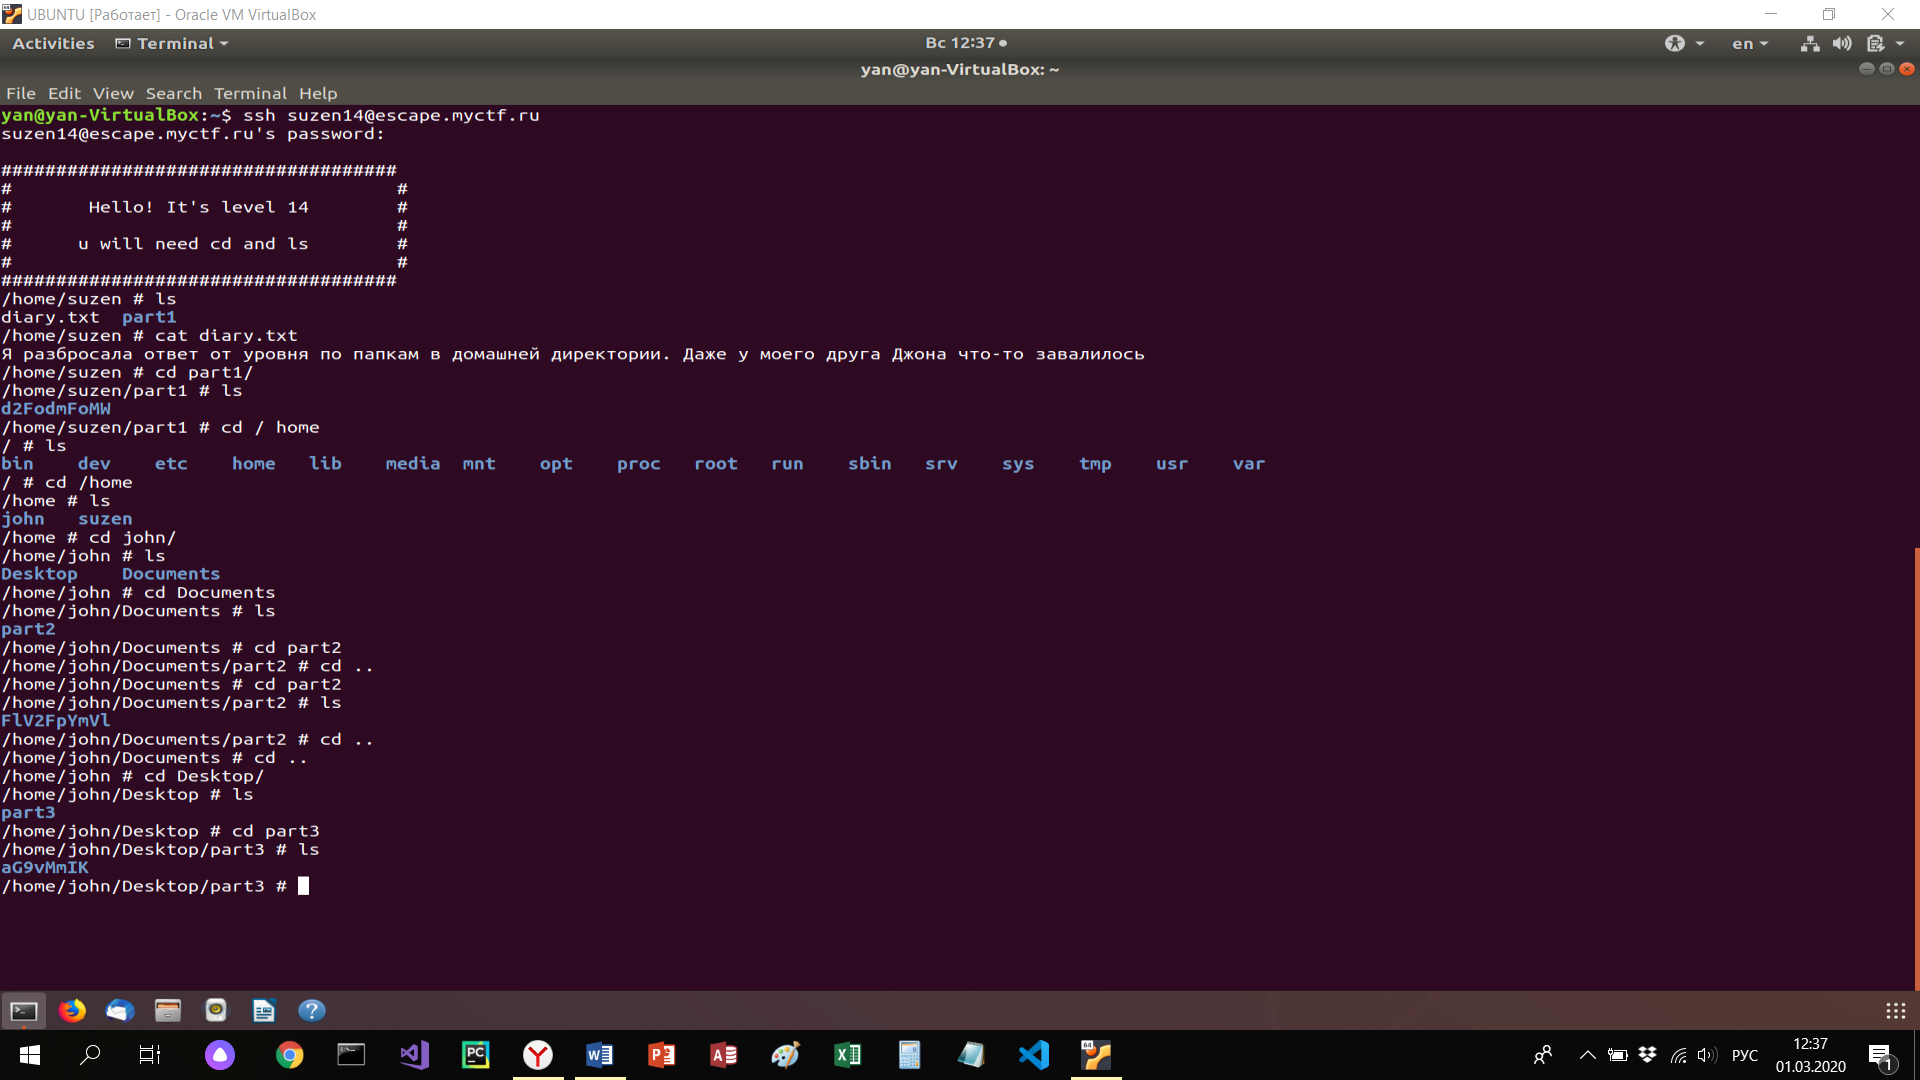 UBUNTU [Работает] - Oracle VM VirtualBox
Activities Terminal Вс 12:37 en
yan@yan-VirtualBox: ~
File Edit View Search Terminal Help
yan@yan-VirtualBox:~$ ssh suzen14@escape.myctf.ru
suzen14@escape.myctf.ru's password:
####################################
# #
# Hello! It's level 14 #
# #
# u will need cd and ls #
# #
####################################
/home/suzen # ls
diary.txt part1
/home/suzen # cat diary.txt
Я разбросала ответ от уровня по папкам в домашней директории. Даже у моего друга Джона что-то завалилось
/home/suzen # cd part1/
/home/suzen/part1 # ls
d2FodmFoMW
/home/suzen/part1 # cd / home
/ # ls
bin dev etc home lib media mnt opt proc root run sbin srv sys tmp usr var
/ # cd /home
/home # ls
john suzen
/home # cd john/
/home/john # ls
Desktop Documents
/home/john # cd Documents
/home/john/Documents # ls
part2
/home/john/Documents # cd part2
/home/john/Documents/part2 # cd ..
/home/john/Documents # cd part2
/home/john/Documents/part2 # ls
FlV2FpYmVl
/home/john/Documents/part2 # cd ..
/home/john/Documents # cd ..
/home/john # cd Desktop/
/home/john/Desktop # ls
part3
/home/john/Desktop # cd part3
/home/john/Desktop/part3 # ls
aG9vMmIK
/home/john/Desktop/part3 #
РУС 12:37
01.03.2020 1